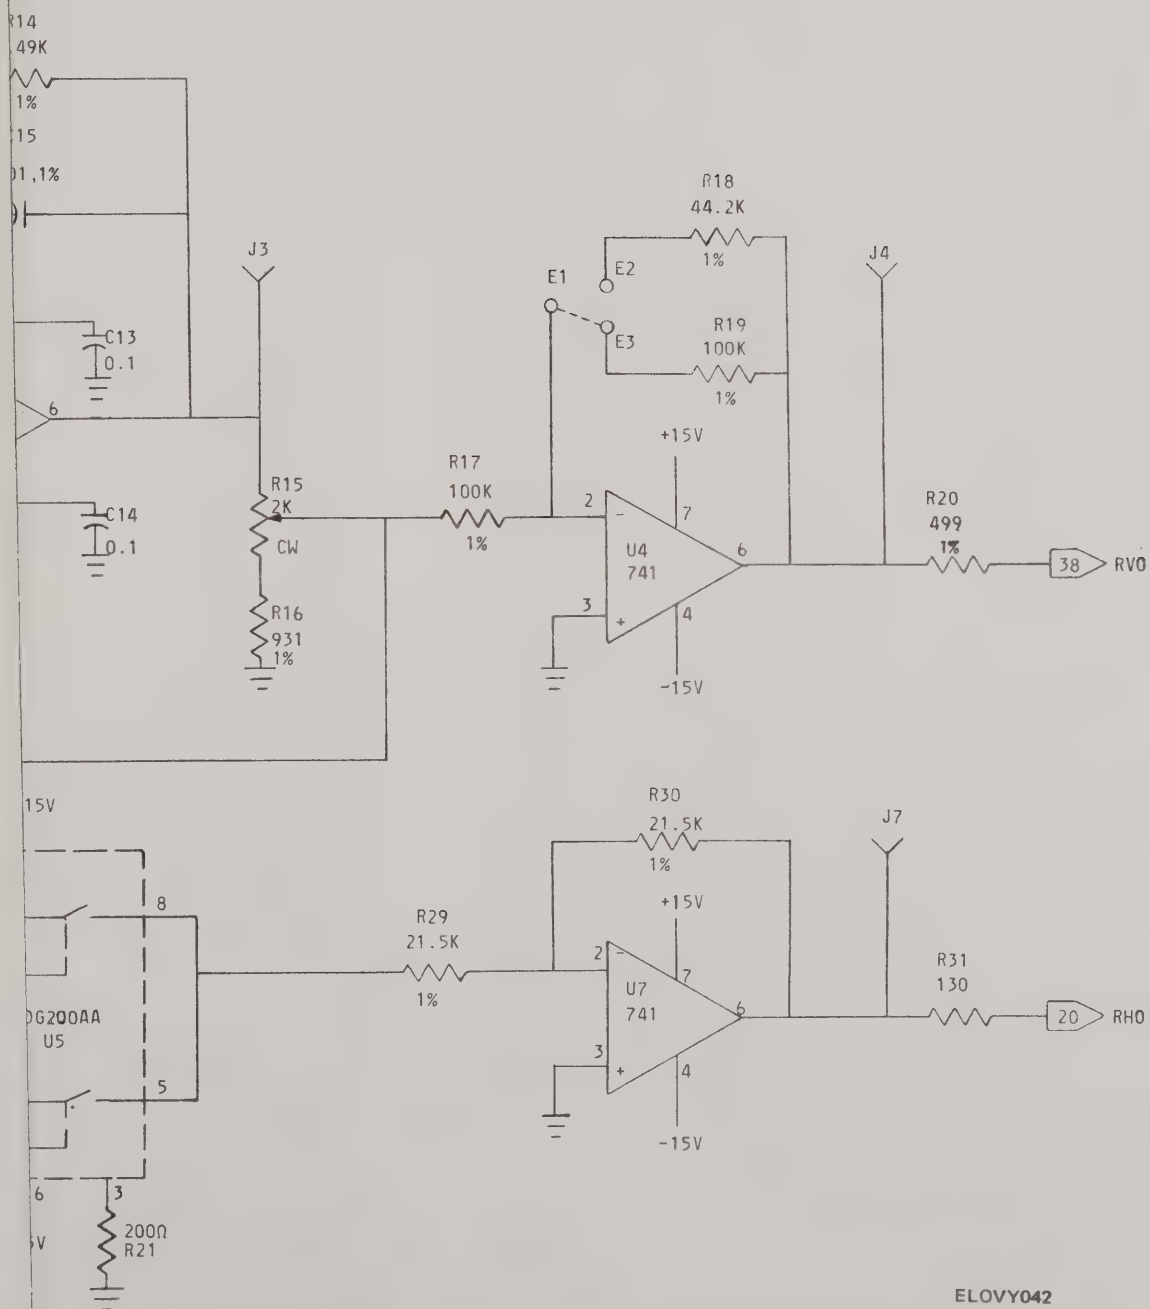 R14
.49K
1%
15
01,1%
J3
C13
0.1
6
C14
0.1
R15
2K
CW
R16
931
1%
R17
100K
1%
E1
E2
E3
R18
44.2K
1%
R19
100K
1%
+15V
2
-
7
U4
741
6
3
+
4
-15V
J4
R20
499
1%
38
RVO
15V
8
DG200AA
U5
5
6
3
5V
200Ω
R21
R29
21.5K
1%
R30
21.5K
1%
+15V
2
-
7
U7
741
6
3
+
4
-15V
J7
R31
130
20
RHO
ELOVY042